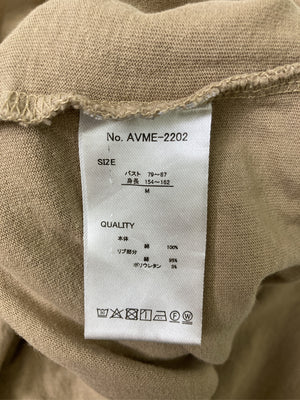 No. AVME-2202
SIZE
バスト 79~87
身長 154~162
M
QUALITY
本体
綿 100%
リブ部分
綿 95%
ポリウレタン 5%